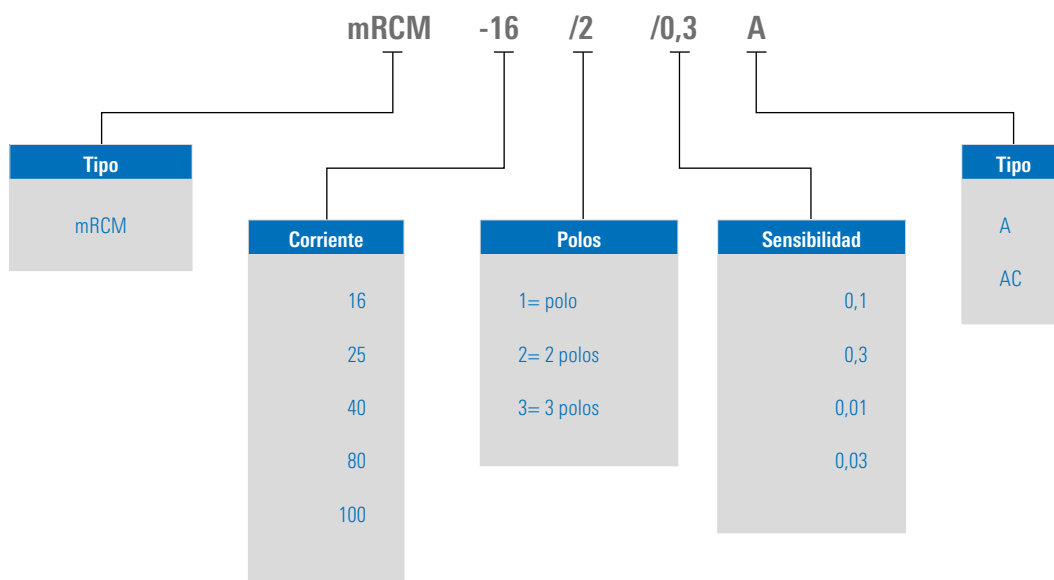 mRCM -16 /2 /0,3 A
Tipo
mRCM
Corriente
16
25
40
80
100
Polos
1= polo
2= 2 polos
3= 3 polos
Sensibilidad
0,1
0,3
0,01
0,03
Tipo
A
AC